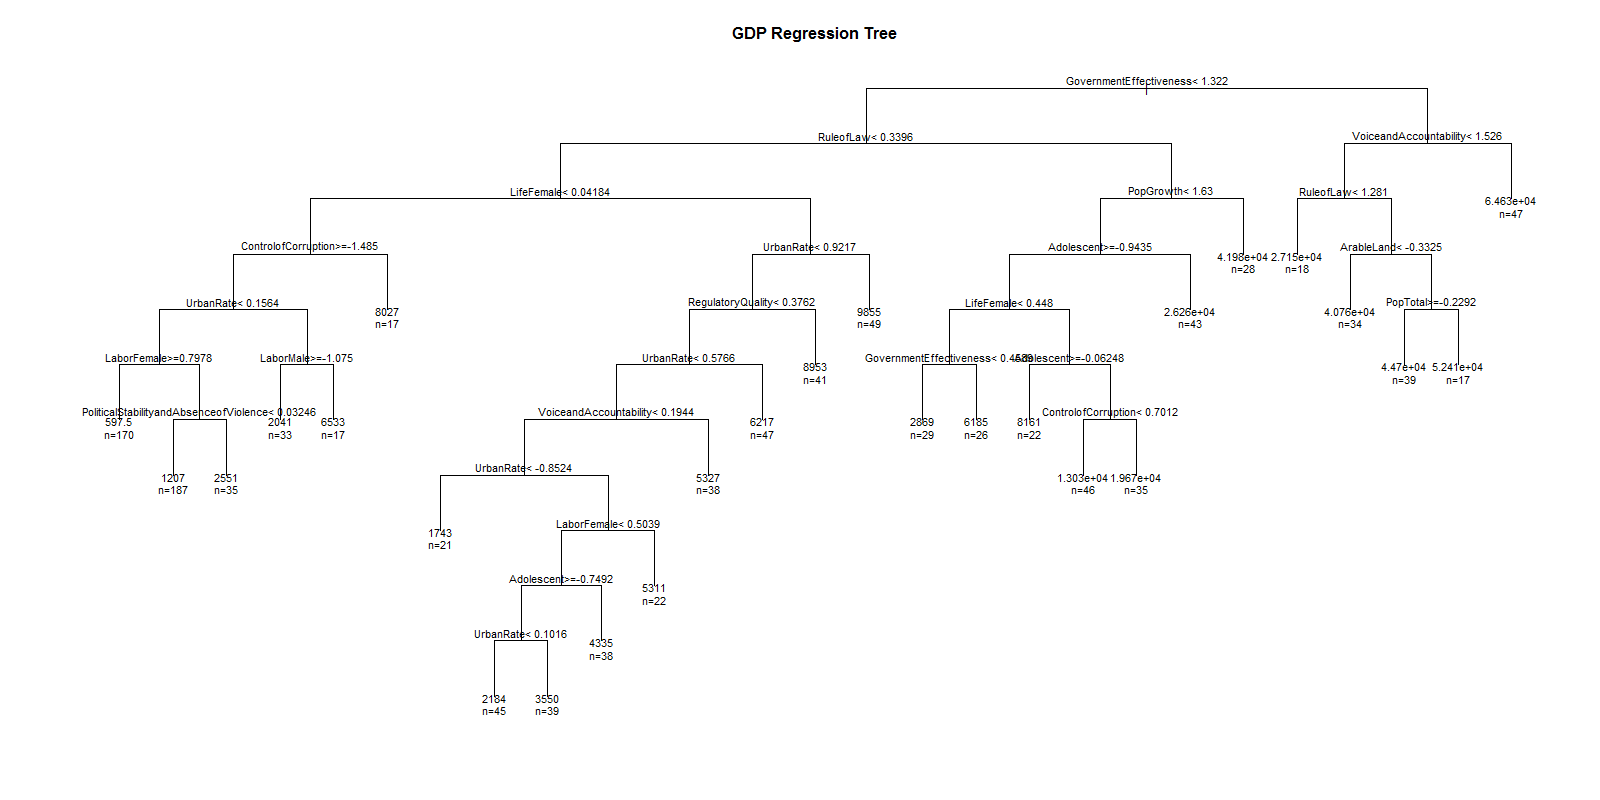 GDP Regression Tree
GovernmentEffectiveness< 1.322
RuleofLaw< 0.3396
VoiceandAccountability< 1.526
LifeFemale< 0.04184
PopGrowth< 1.63
RuleofLaw< 1.281
6.463e+04
n=47
ControlofCorruption>=-1.485
UrbanRate< 0.9217
Adolescent>=-0.9435
ArableLand< -0.3325
4.198e+04
n=28
2.715e+04
n=18
UrbanRate< 0.1564
RegulatoryQuality< 0.3762
LifeFemale< 0.448
PopTotal>=-0.2292
8027
n=17
9855
n=49
2.626e+04
n=43
4.076e+04
n=34
LaborFemale>=0.7978
LaborMale>=-1.075
UrbanRate< 0.5766
8953
n=41
GovernmentEffectiveness<
Adolescent>=-0.06248
4.47e+04
n=39
5.241e+04
n=17
PoliticalStabilityandAbsenceofViolence< 0.03246
VoiceandAccountability< 0.1944
ControlofCorruption< 0.7012
597.5
n=170
2041
n=33
6533
n=17
6217
n=47
2869
n=29
6185
n=26
8161
n=22
UrbanRate< -0.8524
1207
n=187
2551
n=35
5327
n=38
1.303e+04
n=46
1.967e+04
n=35
LaborFemale< 0.5039
1743
n=21
Adolescent>=-0.7492
5311
n=22
UrbanRate< 0.1016
4335
n=38
2184
n=45
3550
n=39